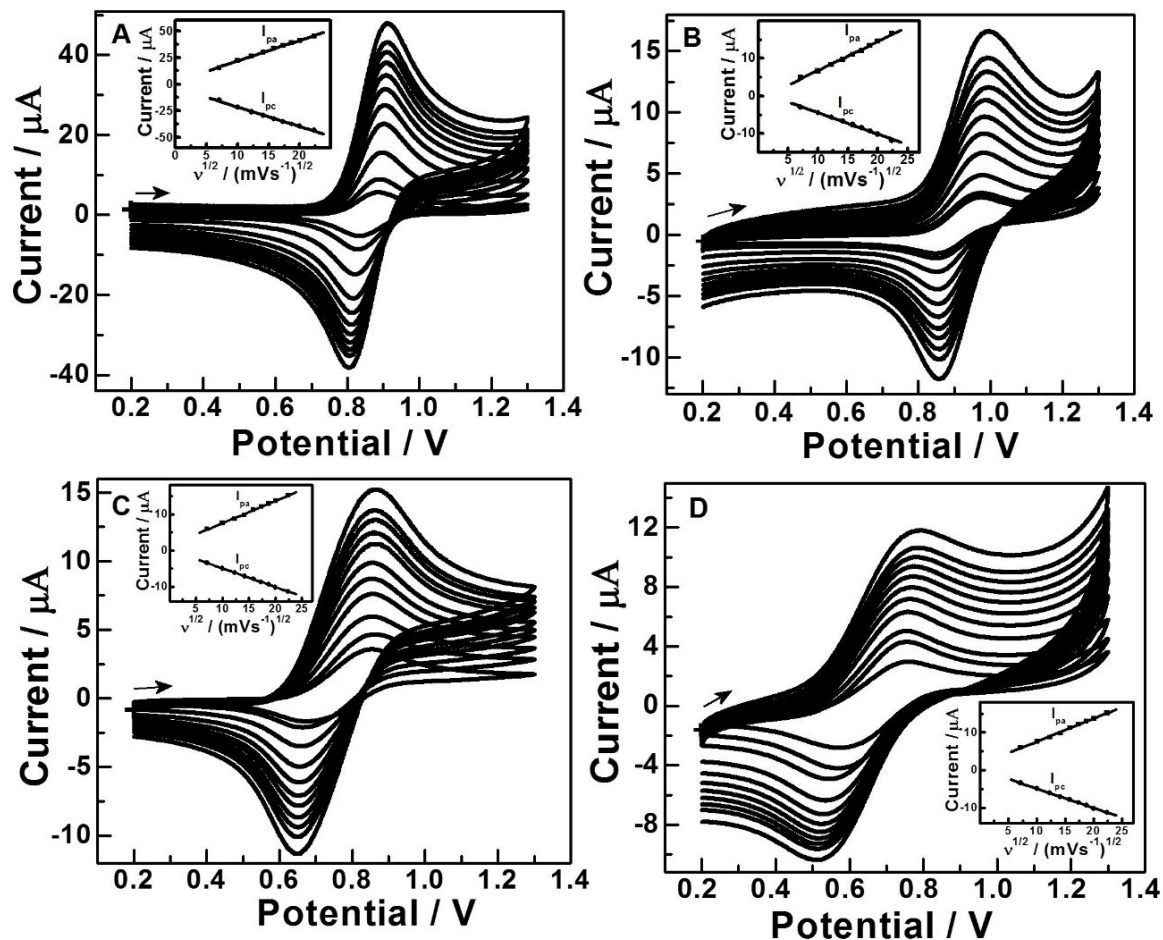 A
Current / μA
40
20
0
-20
-40
0.2 0.4 0.6 0.8 1.0 1.2 1.4
Potential / V
Current / μA
50
25
0
-25
-50
0 5 10 15 20
ν1/2 / (mVs-1)1/2
Ipa
Ipc
B
Current / μA
15
10
5
0
-5
-10
0.2 0.4 0.6 0.8 1.0 1.2 1.4
Potential / V
Current / μA
10
0
-10
5 10 15 20 25
ν1/2 / (mVs-1)1/2
Ipa
Ipc
C
Current / μA
15
10
5
0
-5
-10
0.2 0.4 0.6 0.8 1.0 1.2 1.4
Potential / V
Current / μA
10
0
-10
5 10 15 20 25
ν1/2 / (mVs-1)1/2
Ipa
Ipc
D
Current / μA
12
8
4
0
-4
-8
0.2 0.4 0.6 0.8 1.0 1.2 1.4
Potential / V
Current / μA
10
0
-10
5 10 15 20 25
ν1/2 / (mVs-1)1/2
Ipa
Ipc